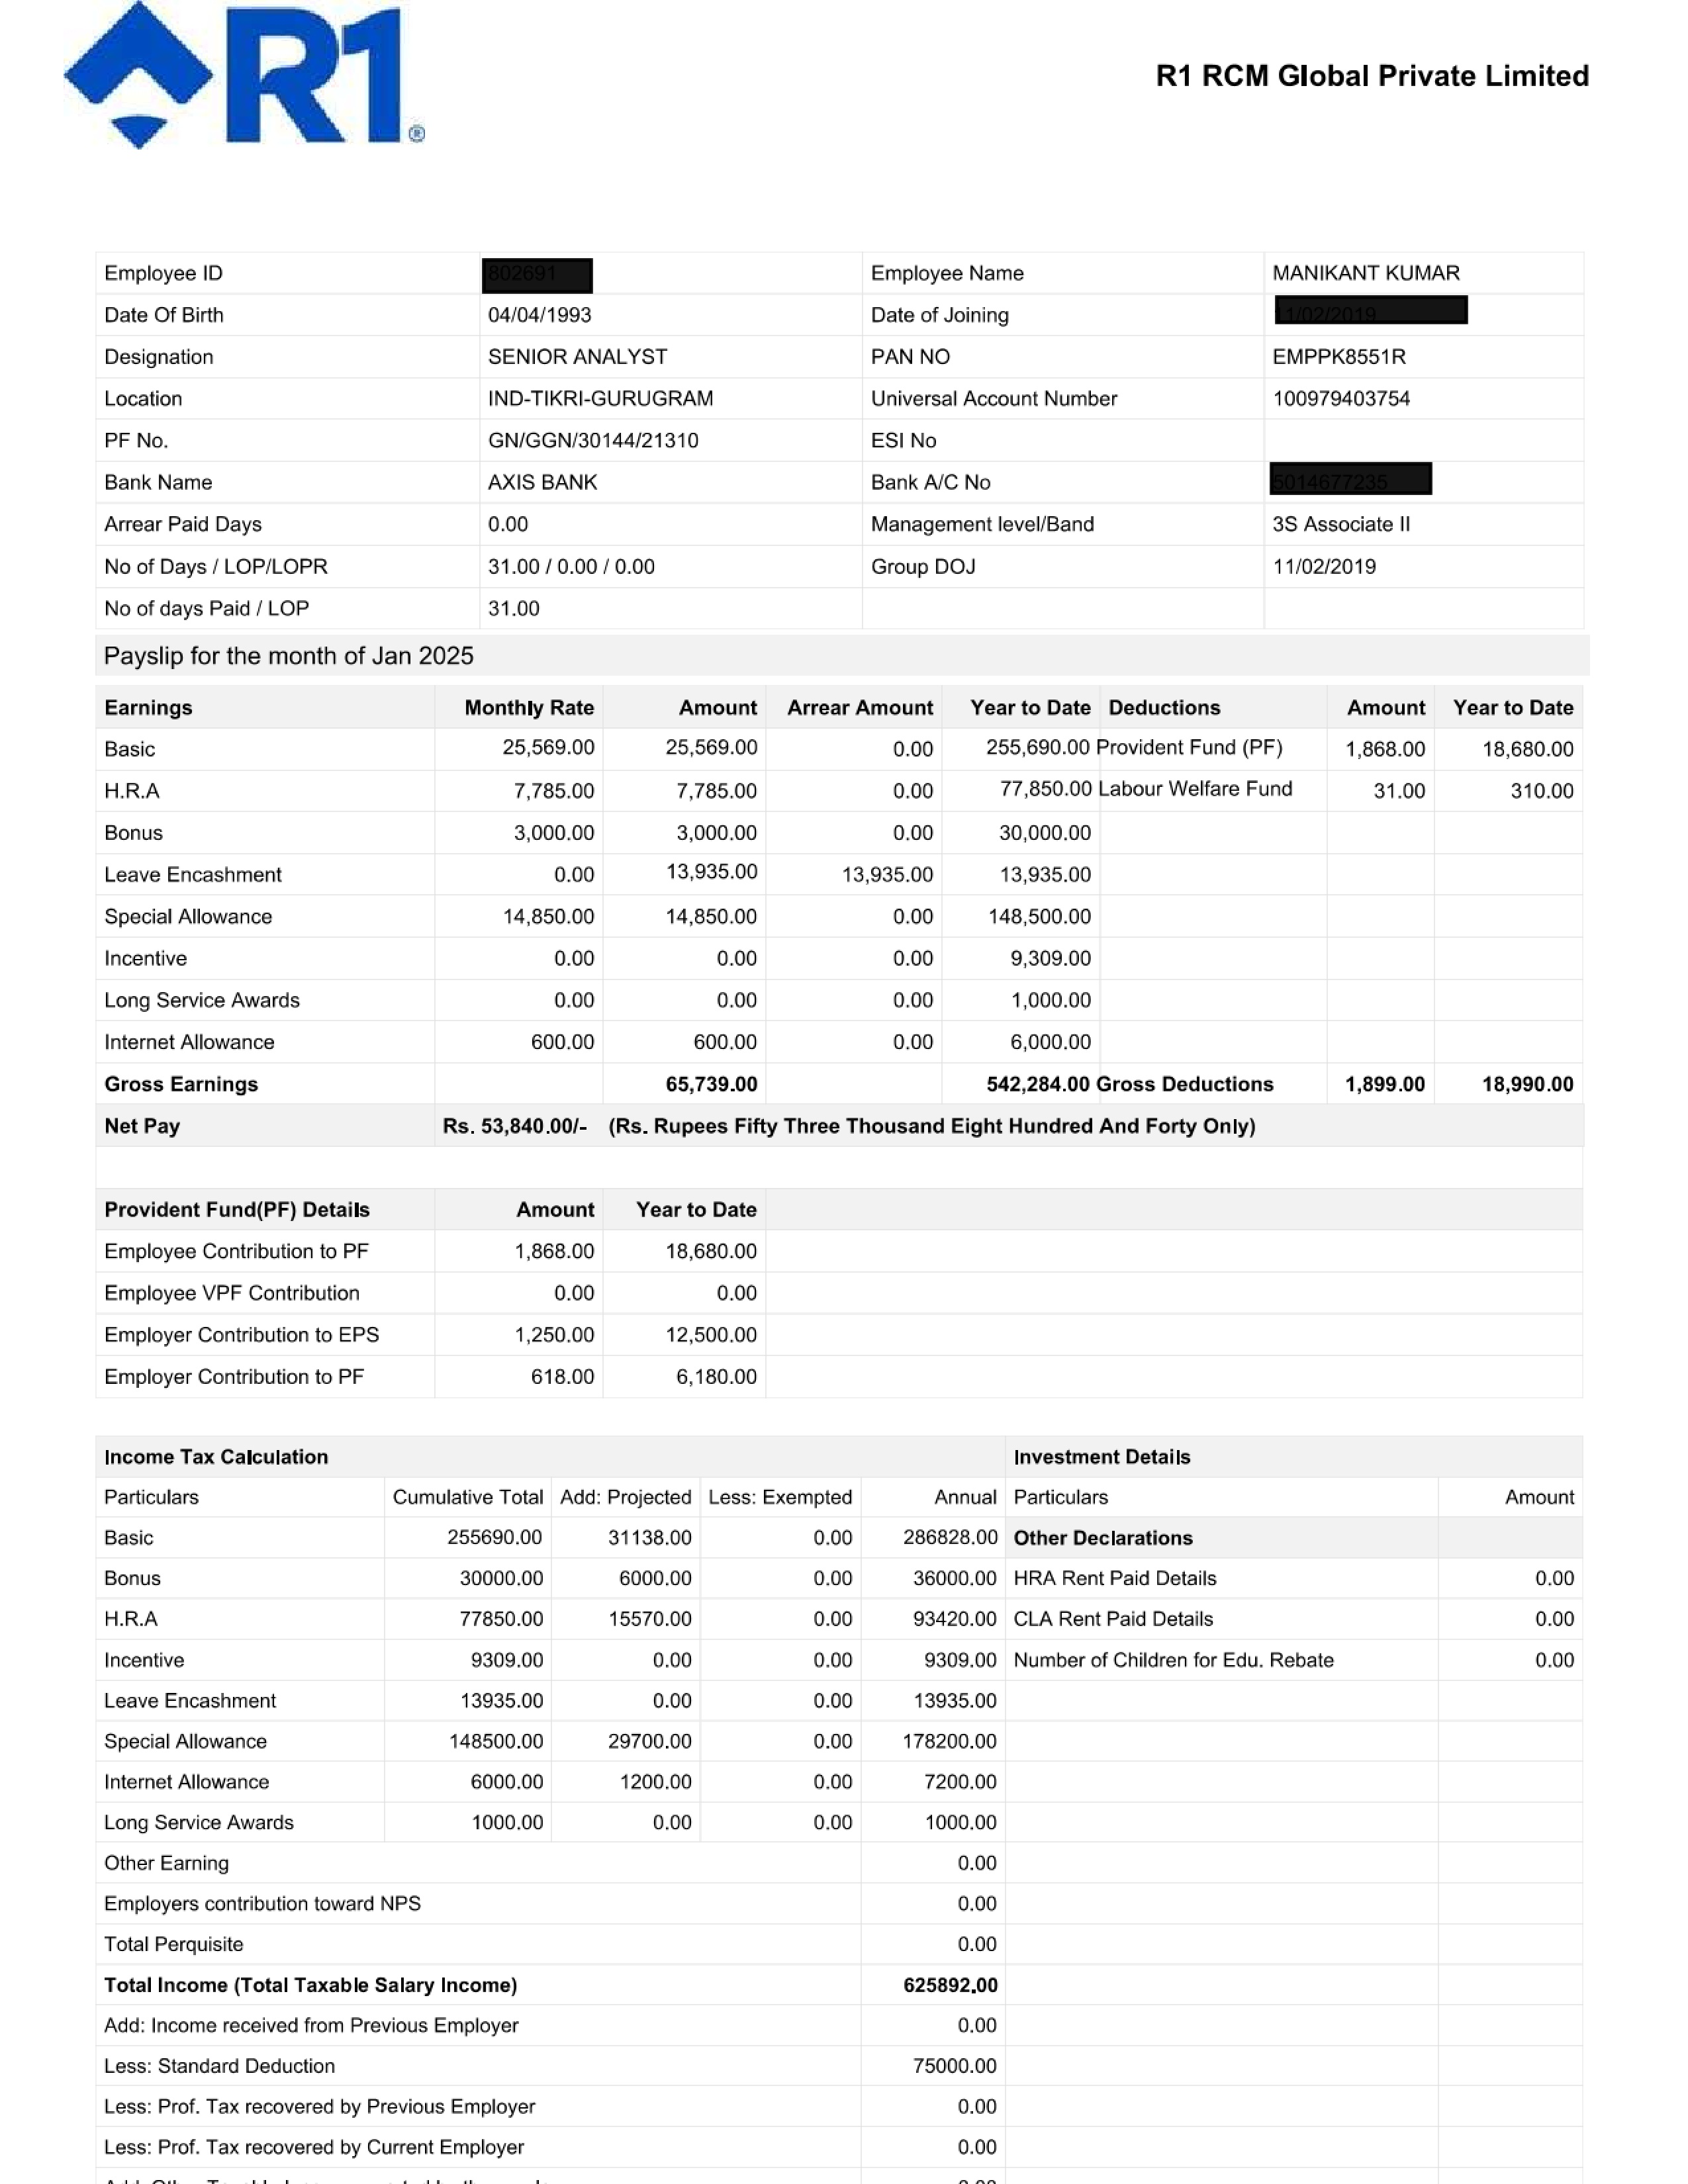 R1®
R1 RCM Global Private Limited
Employee ID Employee Name MANIKANT KUMAR
Date Of Birth 04/04/1993 Date of Joining
Designation SENIOR ANALYST PAN NO EMPPK8551R
Location IND-TIKRI-GURUGRAM Universal Account Number 100979403754
PF No. GN/GGN/30144/21310 ESI No
Bank Name AXIS BANK Bank A/C No
Arrear Paid Days 0.00 Management level/Band 3S Associate II
No of Days / LOP/LOPR 31.00 / 0.00 / 0.00 Group DOJ 11/02/2019
No of days Paid / LOP 31.00
Payslip for the month of Jan 2025
Earnings Monthly Rate Amount Arrear Amount Year to Date Deductions Amount Year to Date
Basic 25,569.00 25,569.00 0.00 255,690.00 Provident Fund (PF) 1,868.00 18,680.00
H.R.A 7,785.00 7,785.00 0.00 77,850.00 Labour Welfare Fund 31.00 310.00
Bonus 3,000.00 3,000.00 0.00 30,000.00
Leave Encashment 0.00 13,935.00 13,935.00 13,935.00
Special Allowance 14,850.00 14,850.00 0.00 148,500.00
Incentive 0.00 0.00 0.00 9,309.00
Long Service Awards 0.00 0.00 0.00 1,000.00
Internet Allowance 600.00 600.00 0.00 6,000.00
Gross Earnings 65,739.00 542,284.00 Gross Deductions 1,899.00 18,990.00
Net Pay Rs. 53,840.00/- (Rs. Rupees Fifty Three Thousand Eight Hundred And Forty Only)
Provident Fund(PF) Details Amount Year to Date
Employee Contribution to PF 1,868.00 18,680.00
Employee VPF Contribution 0.00 0.00
Employer Contribution to EPS 1,250.00 12,500.00
Employer Contribution to PF 618.00 6,180.00
Income Tax Calculation Investment Details
Particulars Cumulative Total Add: Projected Less: Exempted Annual Particulars Amount
Basic 255690.00 31138.00 0.00 286828.00 Other Declarations
Bonus 30000.00 6000.00 0.00 36000.00 HRA Rent Paid Details 0.00
H.R.A 77850.00 15570.00 0.00 93420.00 CLA Rent Paid Details 0.00
Incentive 9309.00 0.00 0.00 9309.00 Number of Children for Edu. Rebate 0.00
Leave Encashment 13935.00 0.00 0.00 13935.00
Special Allowance 148500.00 29700.00 0.00 178200.00
Internet Allowance 6000.00 1200.00 0.00 7200.00
Long Service Awards 1000.00 0.00 0.00 1000.00
Other Earning 0.00
Employers contribution toward NPS 0.00
Total Perquisite 0.00
Total Income (Total Taxable Salary Income) 625892.00
Add: Income received from Previous Employer 0.00
Less: Standard Deduction 75000.00
Less: Prof. Tax recovered by Previous Employer 0.00
Less: Prof. Tax recovered by Current Employer 0.00